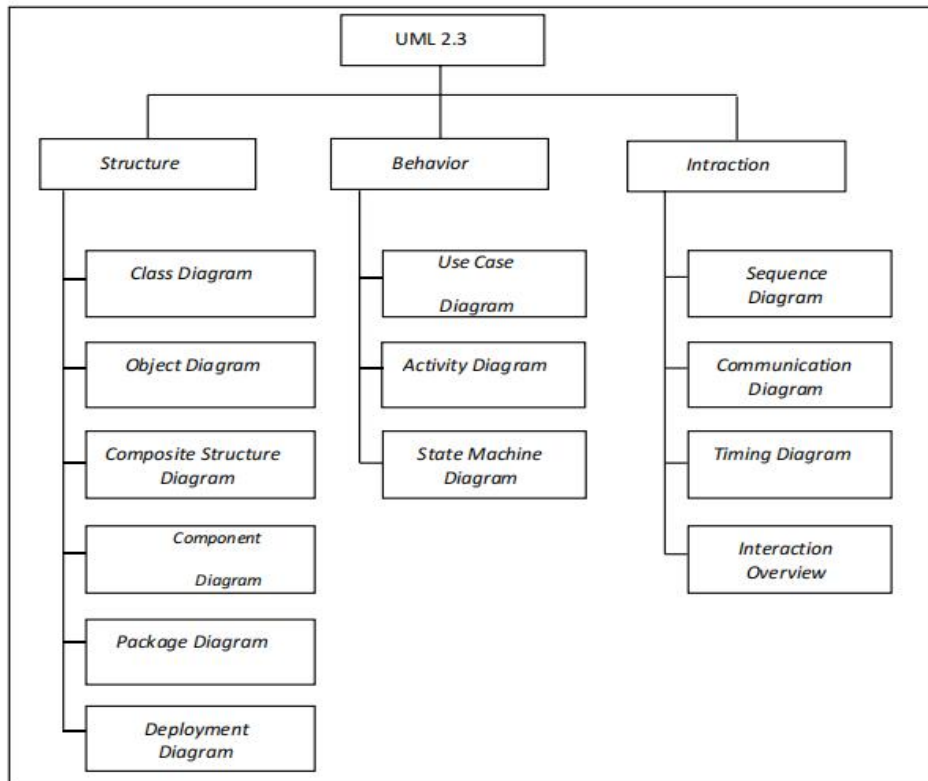 UML 2.3
Structure
Behavior
Intraction
Class Diagram
Object Diagram
Composite Structure
Diagram
Component
Diagram
Package Diagram
Deployment
Diagram
Use Case
Diagram
Activity Diagram
State Machine
Diagram
Sequence
Diagram
Communication
Diagram
Timing Diagram
Interaction
Overview